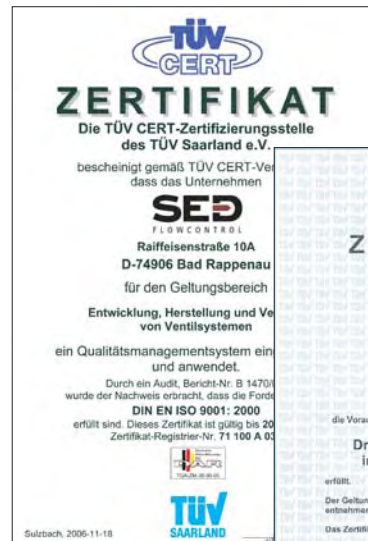 TÜV
CERT
ZERTIFIKAT
Die TÜV CERT-Zertifizierungsstelle
des TÜV Saarland e.V.
bescheinigt gemäß TÜV CERT-Ver
dass das Unternehmen
SED
FLOWCONTROL
Raiffeisenstraße 10A
D-74906 Bad Rappenau
für den Geltungsbereich
Entwicklung, Herstellung und Ve
von Ventilsystemen
ein Qualitätsmanagementsystem ein
und anwendet.
Durch ein Audit, Bericht-Nr. B 1470/
wurde der Nachweis erbracht, dass die Forde
DIN EN ISO 9001: 2000
erfüllt sind. Dieses Zertifikat ist gültig bis 20
Zertifikat-Registrier-Nr. 71 100 A 03
TÜV
SAARLAND
Sulzbach, 2006-11-18
Z
die Vorau
Dr
i
erfüllt.
Der Geltun
entnehmen
Das Zertifi